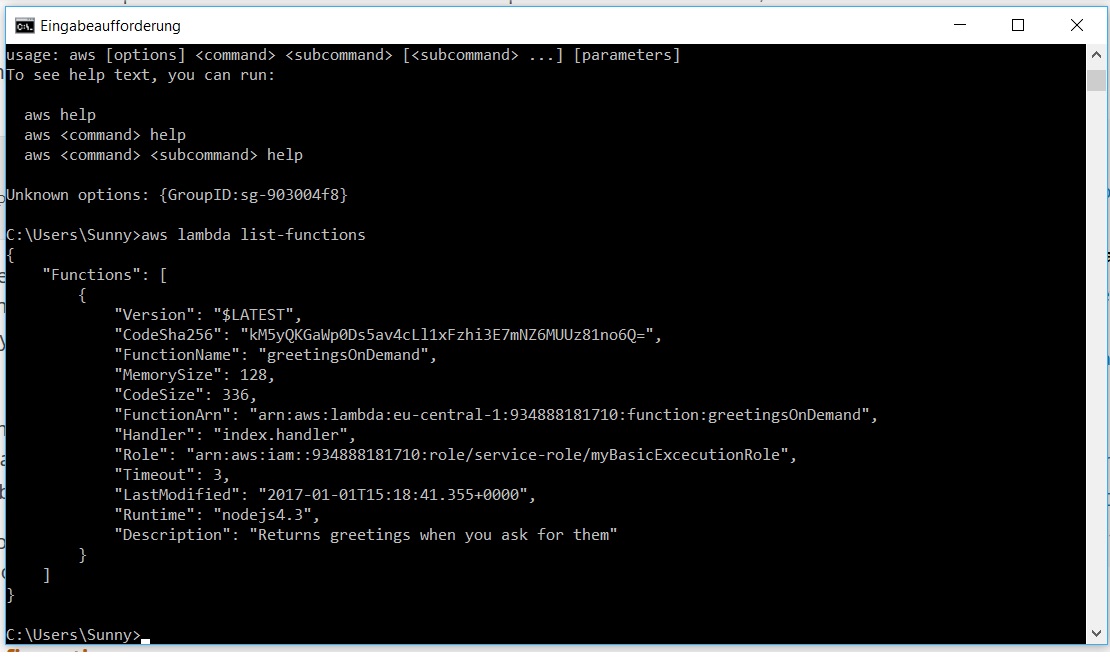 Eingabeaufforderung
usage: aws [options] <command> <subcommand> [<subcommand> ...] [parameters]
To see help text, you can run:
aws help
aws <command> help
aws <command> <subcommand> help
Unknown options: {GroupID:sg-903004f8}
C:\Users\Sunny>aws lambda list-functions
{
"Functions": [
{
"Version": "$LATEST",
"CodeSha256": "kM5yQKGaWp0Ds5av4cLl1xFzhi3E7mNZ6MUUz81no6Q=",
"FunctionName": "greetingsOnDemand",
"MemorySize": 128,
"CodeSize": 336,
"FunctionArn": "arn:aws:lambda:eu-central-1:934888181710:function:greetingsOnDemand",
"Handler": "index.handler",
"Role": "arn:aws:iam::934888181710:role/service-role/myBasicExcecutionRole",
"Timeout": 3,
"LastModified": "2017-01-01T15:18:41.355+0000",
"Runtime": "nodejs4.3",
"Description": "Returns greetings when you ask for them"
}
]
}
C:\Users\Sunny>